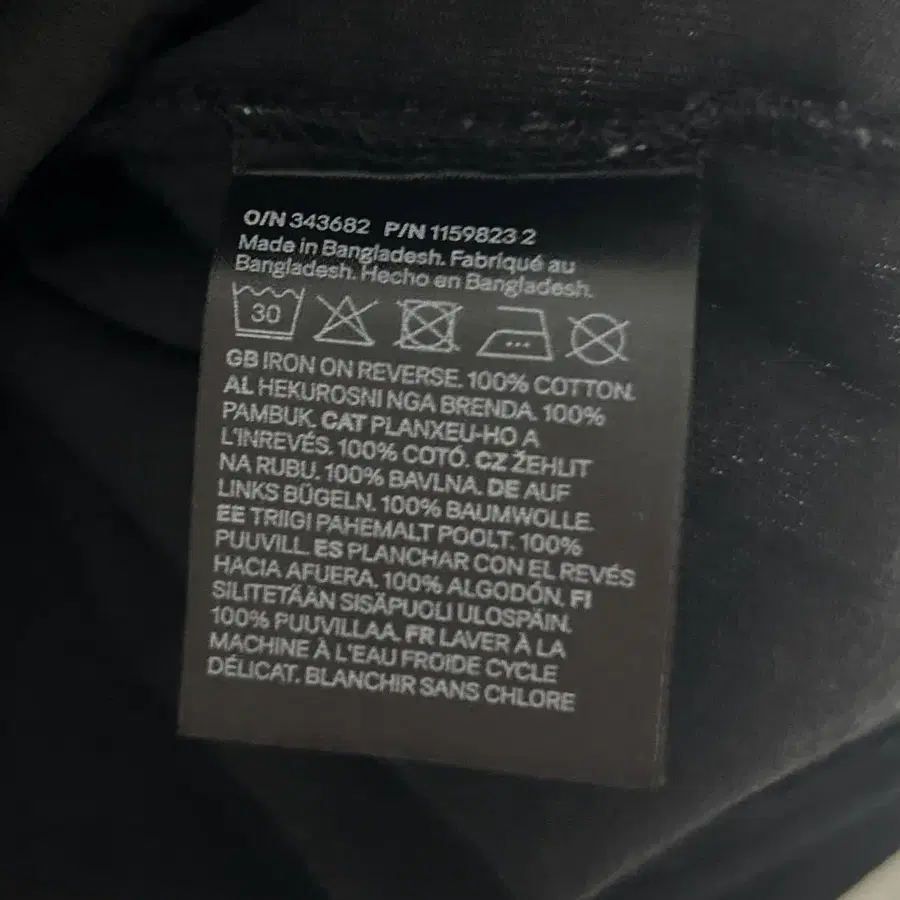 O/N 343682 P/N 1159823 2
Made in Bangladesh. Fabriqué au
Bangladesh. Hecho en Bangladesh.
30
GB IRON ON REVERSE. 100% COTTON.
AL HEKUROSNI NGA BRENDA. 100%
PAMBUK. CAT PLANXEU-HO A
L'INREVÉS. 100% COTÓ. CZ ŽEHLIT
NA RUBU. 100% BAVLNA. DE AUF
LINKS BÜGELN. 100% BAUMWOLLE.
EE TRIIGI PAHEMALT POOLT. 100%
PUUVILL. ES PLANCHAR CON EL REVÉS
HACIA AFUERA. 100% ALGODÓN. FI
SILITETÄÄN SISÄPUOLI ULOSPÄIN.
100% PUUVILLAA. FR LAVER À LA
MACHINE À L'EAU FROIDE CYCLE
DÉLICAT. BLANCHIR SANS CHLORE